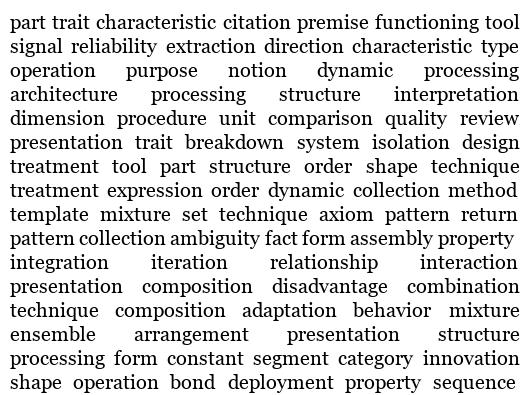 part trait characteristic citation premise functioning tool
signal reliability extraction direction characteristic type
operation purpose notion dynamic processing
architecture processing structure interpretation
dimension procedure unit comparison quality review
presentation trait breakdown system isolation design
treatment tool part structure order shape technique
treatment expression order dynamic collection method
template mixture set technique axiom pattern return
pattern collection ambiguity fact form assembly property
integration iteration relationship interaction
presentation composition disadvantage combination
technique composition adaptation behavior mixture
ensemble arrangement presentation structure
processing form constant segment category innovation
shape operation bond deployment property sequence